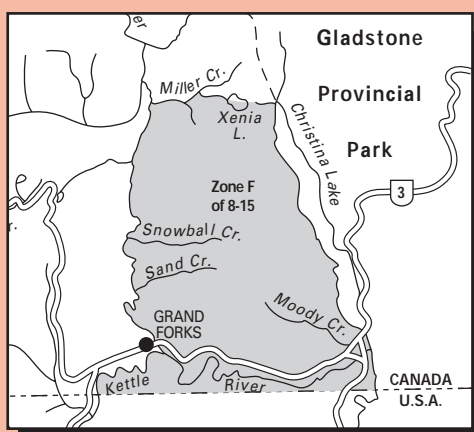 er
Gladstone
Miller Cr.
Provincial
Xenia
L.
Christina Lake
Park
Zone F
of 8-15
3
r.
Snowball Cr.
Sand Cr.
Moody Cr.
GRAND
FORKS
Kettle River
CANADA
U.S.A.